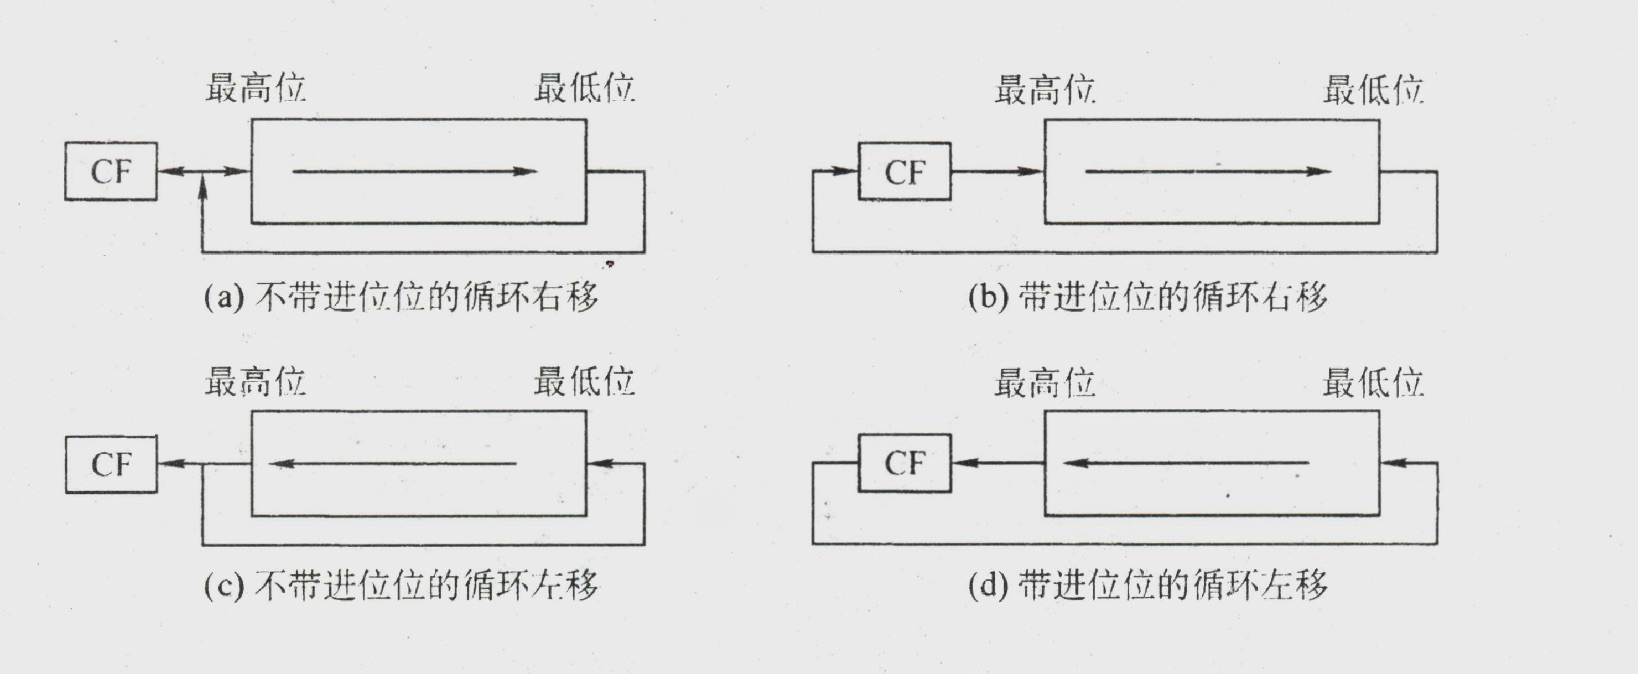 最高位 最低位 最高位 最低位
CF CF
(a) 不带进位位的循环右移 (b) 带进位位的循环右移
最高位 最低位 最高位 最低位
CF CF
(c) 不带进位位的循环左移 (d) 带进位位的循环左移